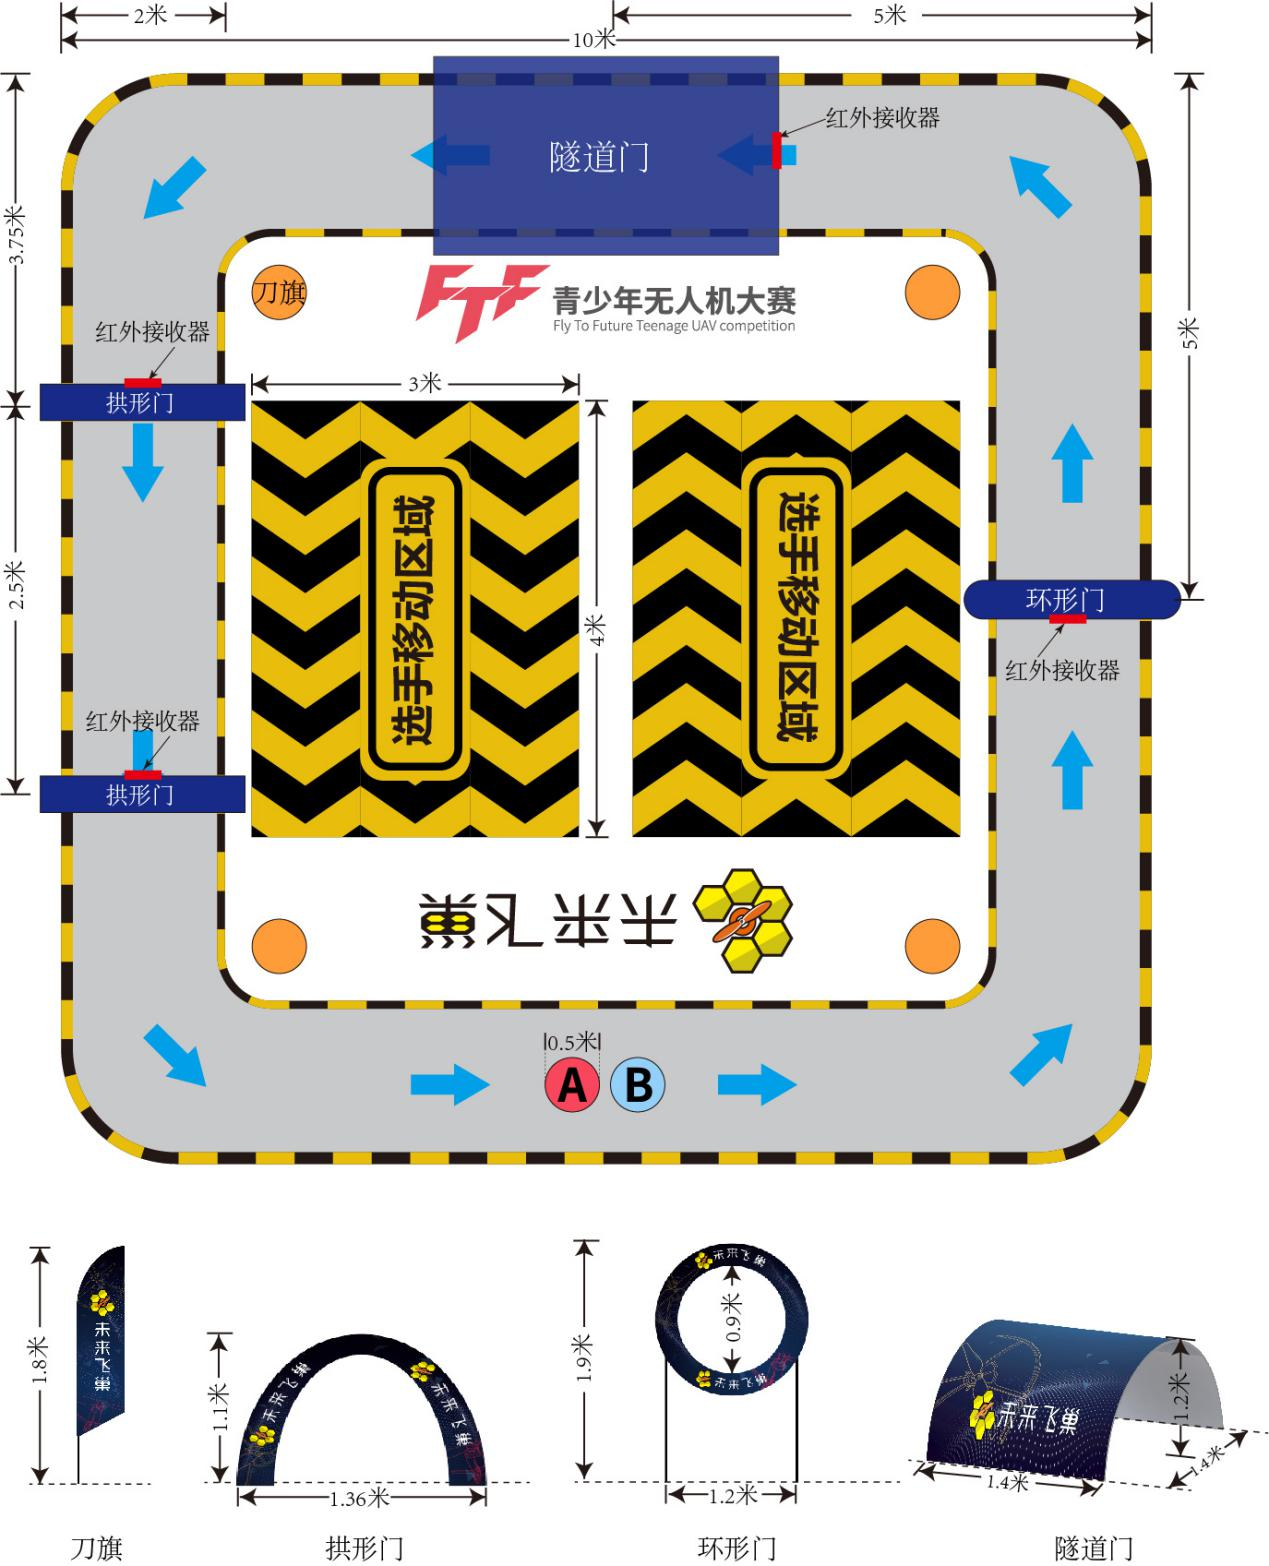 2米
5米
10米
红外接收器
隧道门
3.75米
刀旗
FTF
青少年无人机大赛
Fly To Future Teenage UAV competition
5米
红外接收器
3米
拱形门
选手移动区域
选手移动区域
2.5米
4米
环形门
红外接收器
红外接收器
拱形门
未来飞巢
0.5米
A
B
1.8米
未来飞巢
1.1米
未来飞巢
未来飞巢
1.36米
1.9米
未来飞巢
0.9米
未来飞巢
1.2米
未来飞巢
1.2米
1.4米
1.4米
刀旗
拱形门
环形门
隧道门